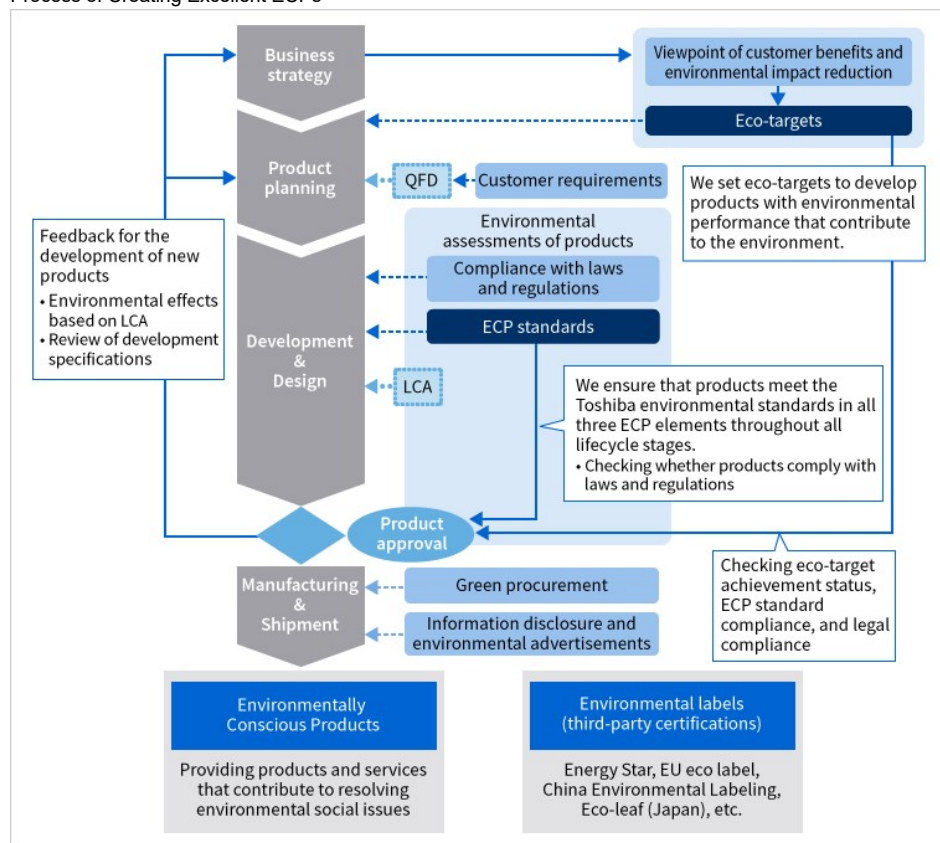 Process of Creating Excellent ECPs
Business
strategy
Viewpoint of customer benefits and
environmental impact reduction
Eco-targets
Product
planning
QFD
Customer requirements
We set eco-targets to develop
products with environmental
performance that contribute
to the environment.
Feedback for the
development of new
products
• Environmental effects
based on LCA
• Review of development
specifications
Environmental
assessments of products
Compliance with laws
and regulations
ECP standards
Development
&
Design
LCA
We ensure that products meet the
Toshiba environmental standards in all
three ECP elements throughout all
lifecycle stages.
• Checking whether products comply with
laws and regulations
Product
approval
Checking eco-target
achievement status,
ECP standard
compliance, and legal
compliance
Manufacturing
&
Shipment
Green procurement
Information disclosure and
environmental advertisements
Environmentally
Conscious Products
Providing products and services
that contribute to resolving
environmental social issues
Environmental labels
(third-party certifications)
Energy Star, EU eco label,
China Environmental Labeling,
Eco-leaf (Japan), etc.